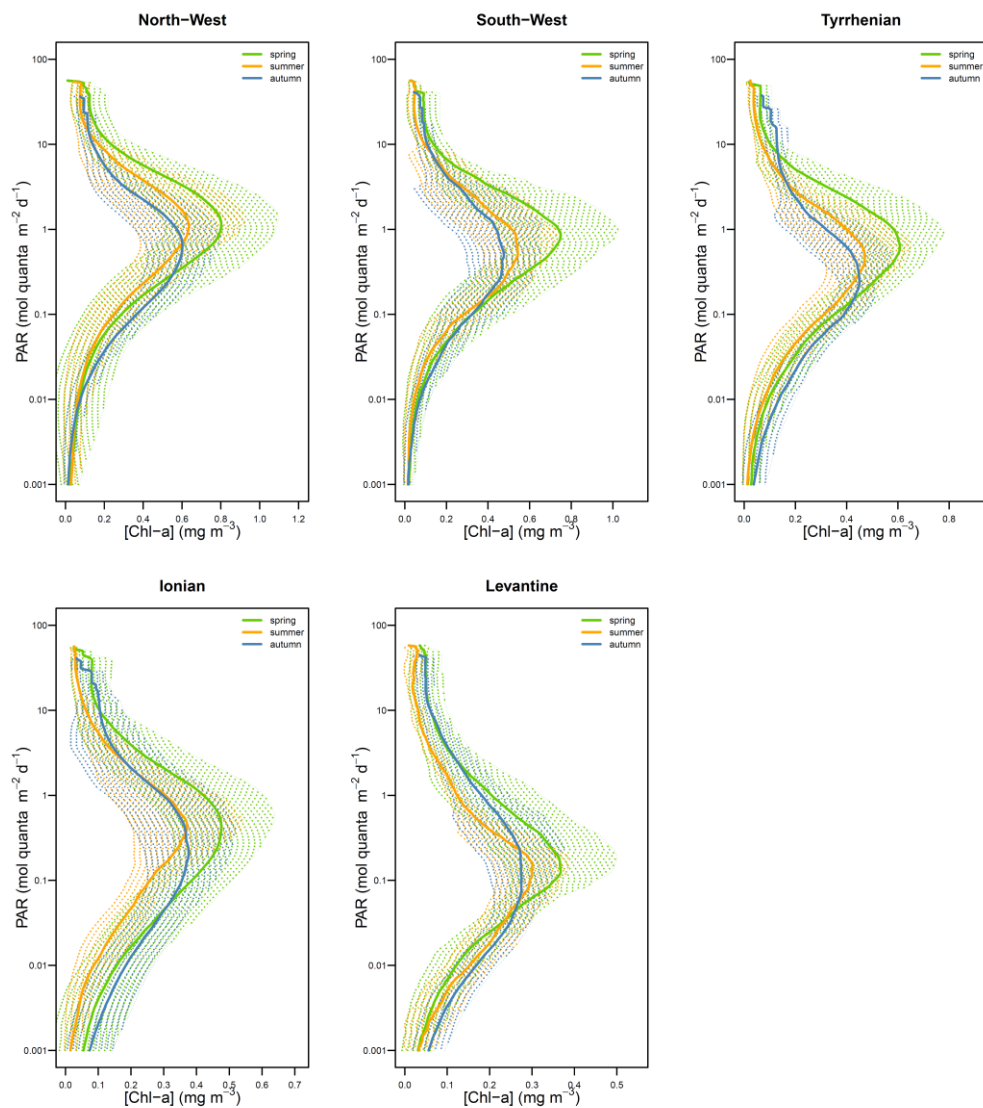 North−West
100
10
1
0.1
0.01
0.001
PAR (mol quanta m−2 d−1)
spring
summer
autumn
0.0 0.2 0.4 0.6 0.8 1.0 1.2
[Chl−a] (mg m−3)
South−West
100
10
1
0.1
0.01
0.001
PAR (mol quanta m−2 d−1)
spring
summer
autumn
0.0 0.2 0.4 0.6 0.8 1.0
[Chl−a] (mg m−3)
Tyrrhenian
100
10
1
0.1
0.01
0.001
PAR (mol quanta m−2 d−1)
spring
summer
autumn
0.0 0.2 0.4 0.6 0.8
[Chl−a] (mg m−3)
Ionian
100
10
1
0.1
0.01
0.001
PAR (mol quanta m−2 d−1)
spring
summer
autumn
0.0 0.1 0.2 0.3 0.4 0.5 0.6 0.7
[Chl−a] (mg m−3)
Levantine
100
10
1
0.1
0.01
0.001
PAR (mol quanta m−2 d−1)
spring
summer
autumn
0.0 0.1 0.2 0.3 0.4 0.5
[Chl−a] (mg m−3)